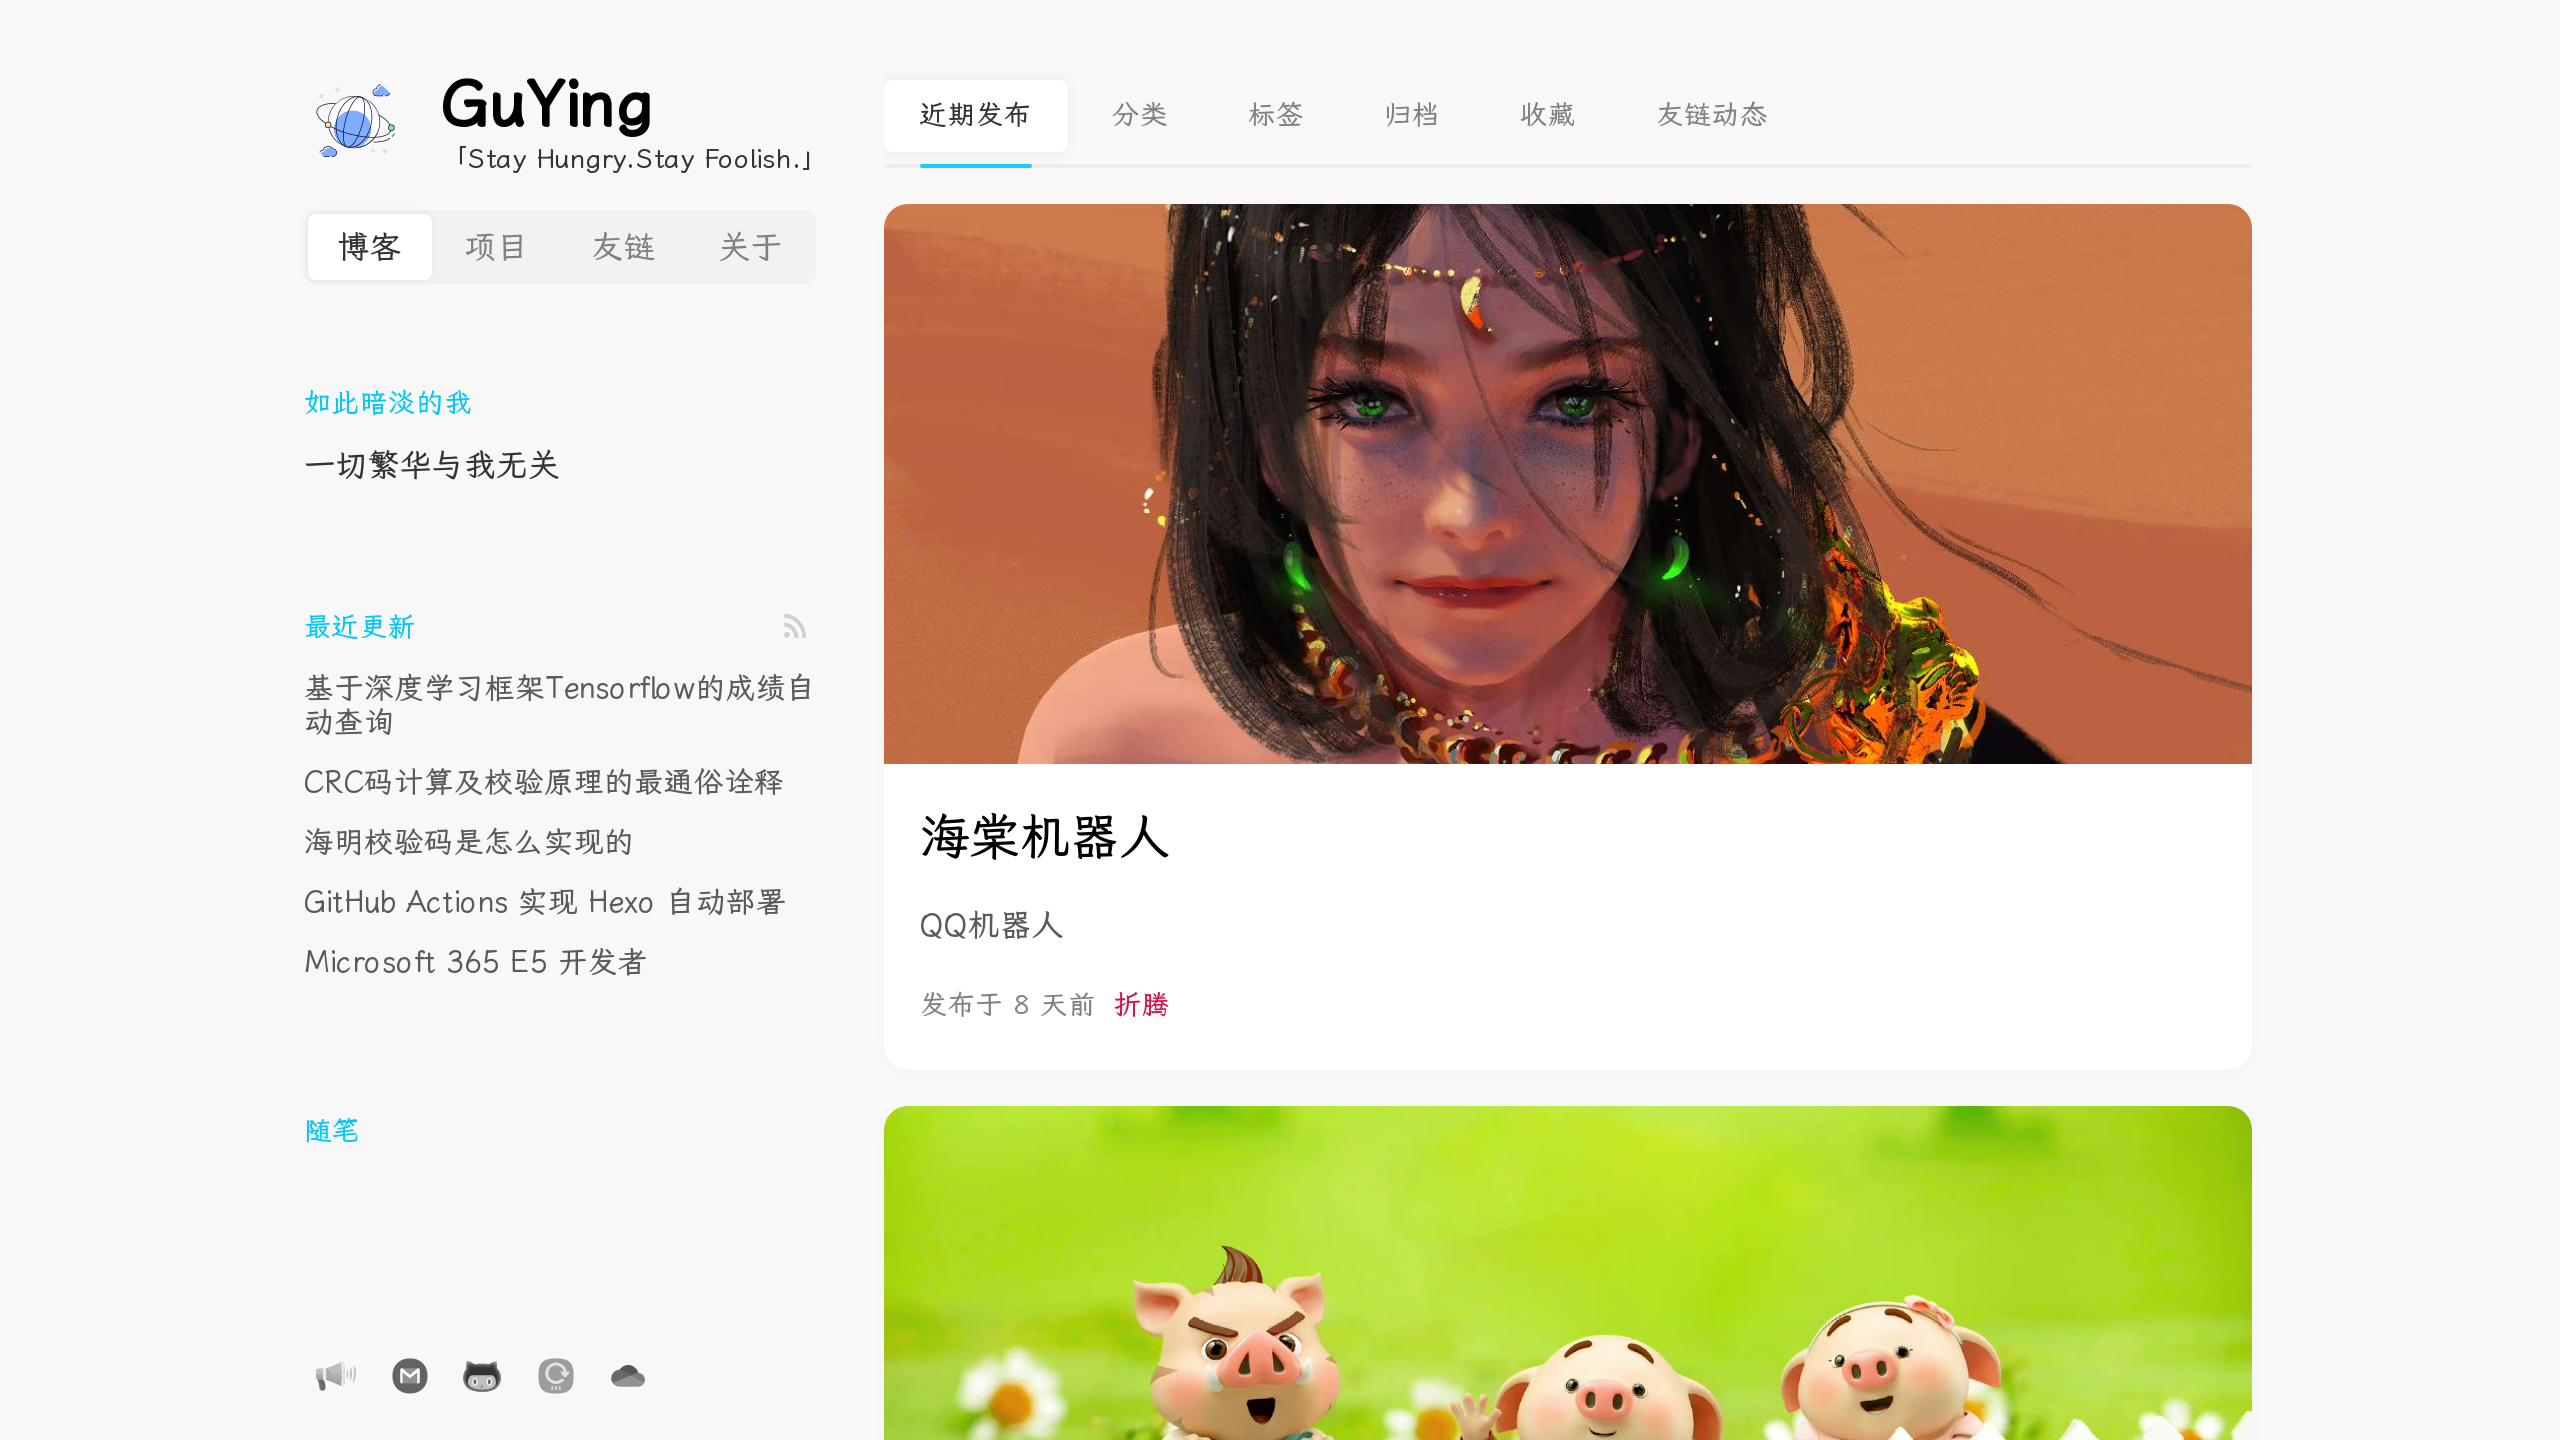 GuYing
「Stay Hungry.Stay Foolish.」
博客
项目
友链
关于
如此暗淡的我
一切繁华与我无关
最近更新
基于深度学习框架Tensorflow的成绩自
动查询
CRC码计算及校验原理的最通俗诠释
海明校验码是怎么实现的
GitHub Actions 实现 Hexo 自动部署
Microsoft 365 E5 开发者
随笔
近期发布
分类
标签
归档
收藏
友链动态
海棠机器人
QQ机器人
发布于 8 天前 折腾